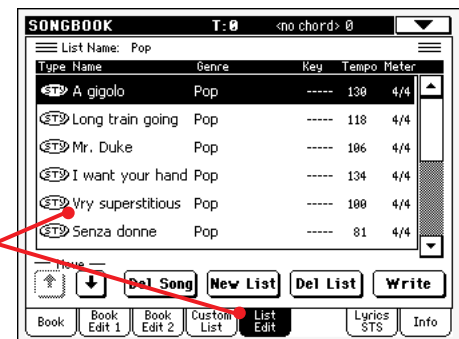 SONGBOOK T:0 <no chord> 0
List Name: Pop
Type Name Genre Key Tempo Meter
STY A gigolo Pop ----- 130 4/4
STY Long train going Pop ----- 118 4/4
STY Mr. Duke Pop ----- 106 4/4
STY I want your hand Pop ----- 134 4/4
STY Vry superstitious Pop ----- 100 4/4
STY Senza donne Pop ----- 81 4/4
Move
Del Song New List Del List Write
Book Book Edit 1 Book Edit 2 Custom List List Edit Lyrics STS Info